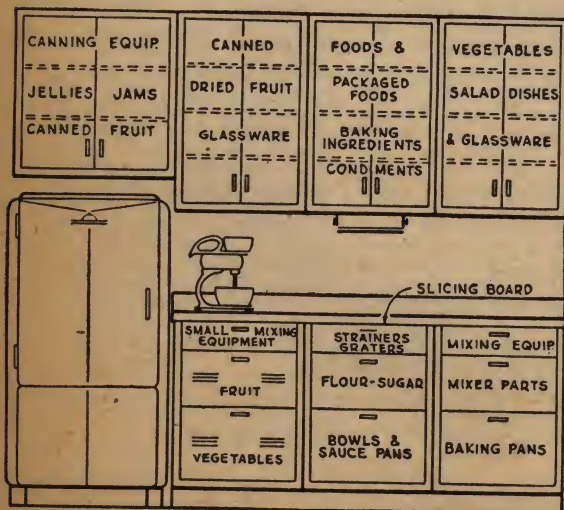 CANNING EQUIP.
JELLIES JAMS
CANNED FRUIT
CANNED
DRIED FRUIT
GLASSWARE
FOODS &
PACKAGED
FOODS
BAKING
INGREDIENTS
CONDIMENTS
VEGETABLES
SALAD DISHES
& GLASSWARE
SLICING BOARD
SMALL MIXING
EQUIPMENT
FRUIT
VEGETABLES
STRAINERS
GRATERS
FLOUR-SUGAR
BOWLS &
SAUCE PANS
MIXING EQUIP.
MIXER PARTS
BAKING PANS